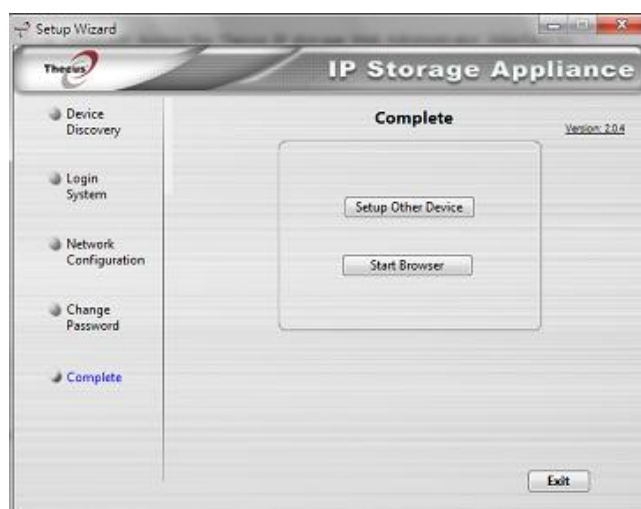 Setup Wizard
Thecus
IP Storage Appliance
Device
Discovery
Login
System
Network
Configuration
Change
Password
Complete
Complete
Version: 2.0.4
Setup Other Device
Start Browser
Exit